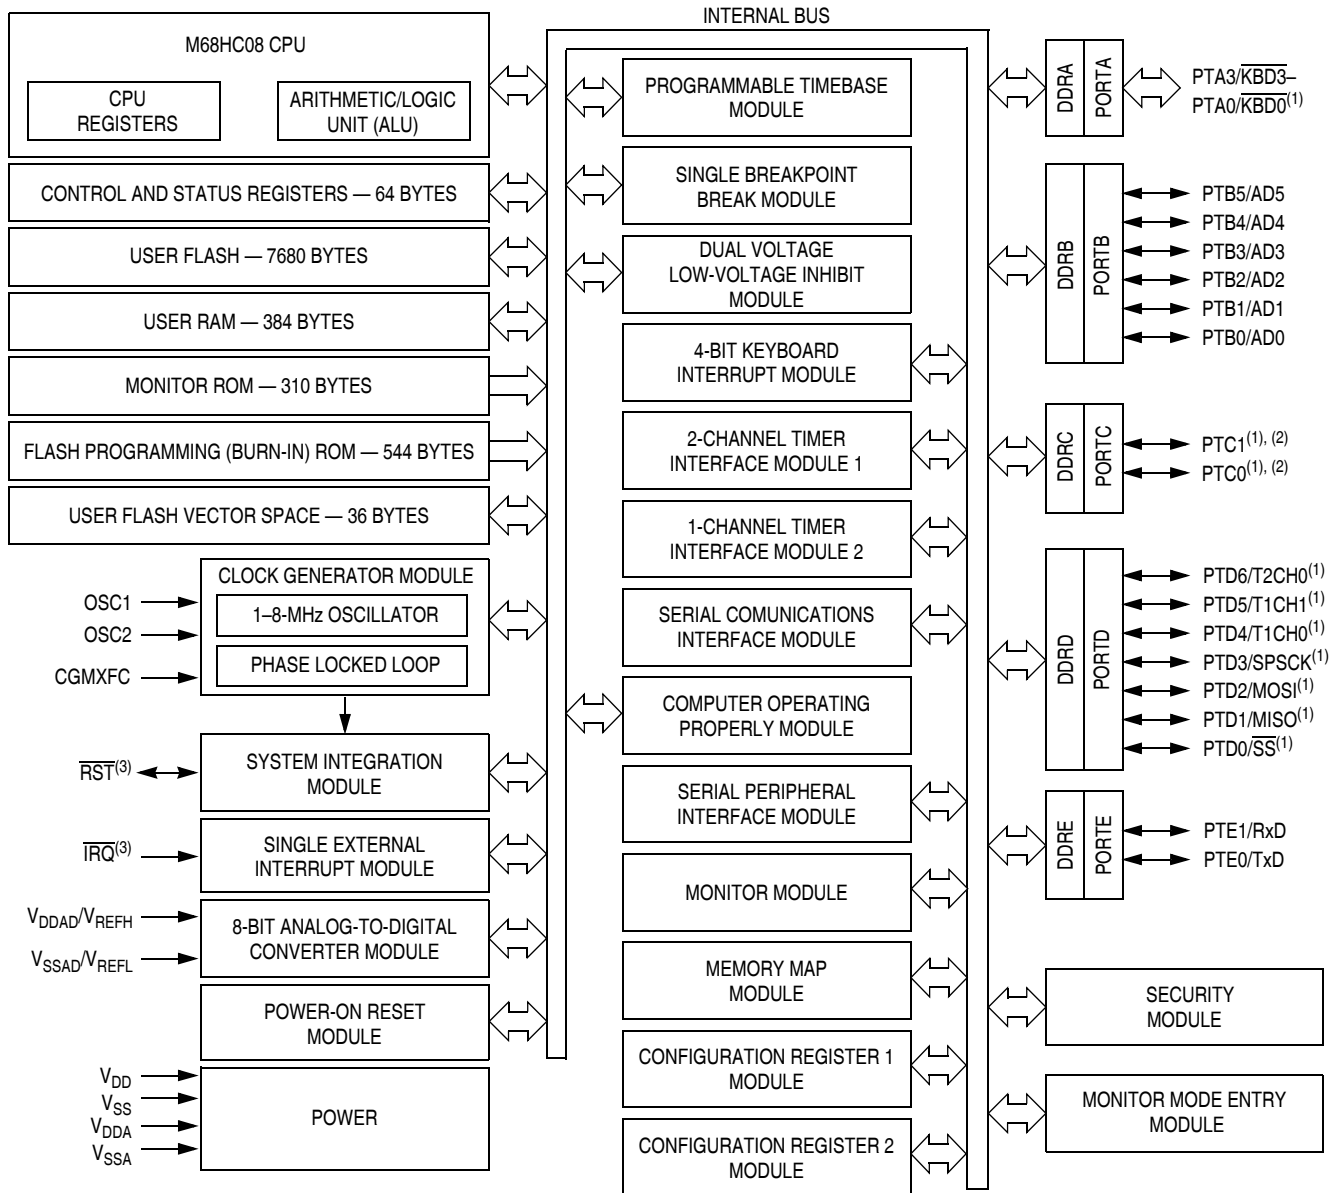 INTERNAL BUS
M68HC08 CPU
CPU
REGISTERS
ARITHMETIC/LOGIC
UNIT (ALU)
CONTROL AND STATUS REGISTERS — 64 BYTES
USER FLASH — 7680 BYTES
USER RAM — 384 BYTES
MONITOR ROM — 310 BYTES
FLASH PROGRAMMING (BURN-IN) ROM — 544 BYTES
USER FLASH VECTOR SPACE — 36 BYTES
CLOCK GENERATOR MODULE
1–8-MHz OSCILLATOR
PHASE LOCKED LOOP
OSC1
OSC2
CGMXFC
SYSTEM INTEGRATION
MODULE
RST(3)
SINGLE EXTERNAL
INTERRUPT MODULE
IRQ(3)
8-BIT ANALOG-TO-DIGITAL
CONVERTER MODULE
VDDAD/VREFH
VSSAD/VREFL
POWER-ON RESET
MODULE
POWER
VDD
VSS
VDDA
VSSA
PROGRAMMABLE TIMEBASE
MODULE
SINGLE BREAKPOINT
BREAK MODULE
DUAL VOLTAGE
LOW-VOLTAGE INHIBIT
MODULE
4-BIT KEYBOARD
INTERRUPT MODULE
2-CHANNEL TIMER
INTERFACE MODULE 1
1-CHANNEL TIMER
INTERFACE MODULE 2
SERIAL COMUNICATIONS
INTERFACE MODULE
COMPUTER OPERATING
PROPERLY MODULE
SERIAL PERIPHERAL
INTERFACE MODULE
MONITOR MODULE
MEMORY MAP
MODULE
CONFIGURATION REGISTER 1
MODULE
CONFIGURATION REGISTER 2
MODULE
DDRA
PORTA
PTA3/KBD3–
PTA0/KBD0(1)
DDRB
PORTB
PTB5/AD5
PTB4/AD4
PTB3/AD3
PTB2/AD2
PTB1/AD1
PTB0/AD0
DDRC
PORTC
PTC1(1), (2)
PTC0(1), (2)
DDRD
PORTD
PTD6/T2CH0(1)
PTD5/T1CH1(1)
PTD4/T1CH0(1)
PTD3/SPSCK(1)
PTD2/MOSI(1)
PTD1/MISO(1)
PTD0/SS(1)
DDRE
PORTE
PTE1/RxD
PTE0/TxD
SECURITY
MODULE
MONITOR MODE ENTRY
MODULE